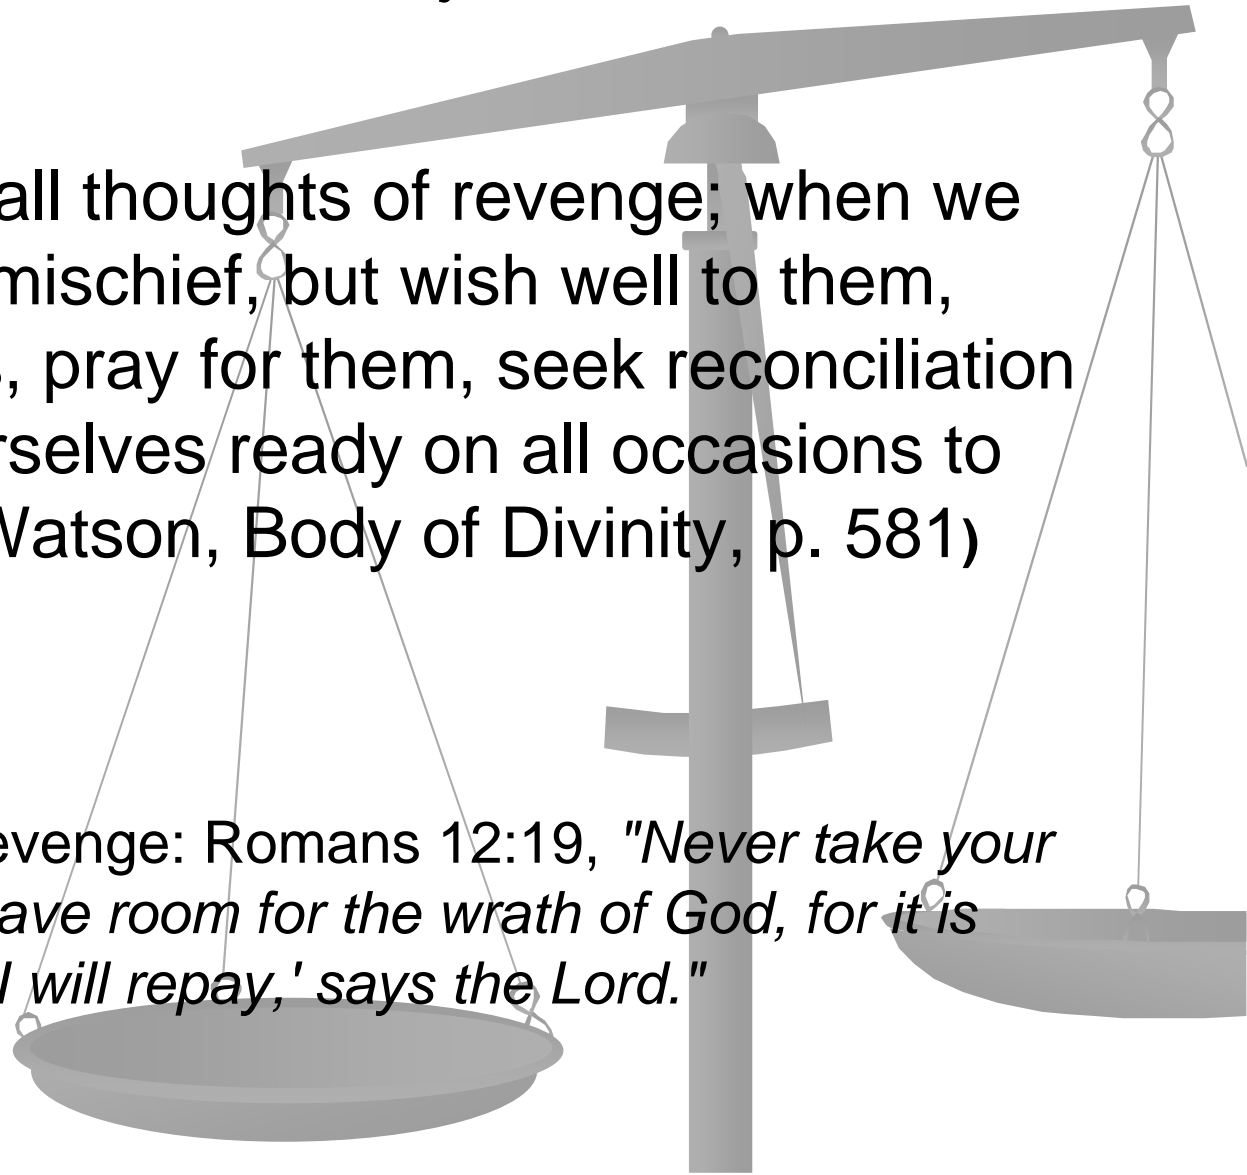 all thoughts of revenge; when we
mischief, but wish well to them,
, pray for them, seek reconciliation
rselves ready on all occasions to
Watson, Body of Divinity, p. 581)
evenge: Romans 12:19, "Never take your
ave room for the wrath of God, for it is
I will repay,' says the Lord."